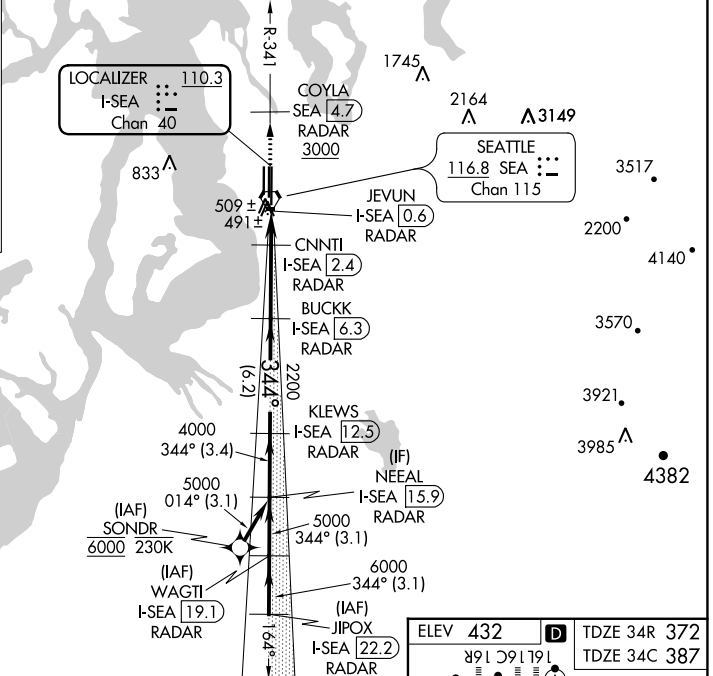 R-341
LOCALIZER 110.3
I-SEA
Chan 40
1745
COYLA
SEA 4.7
RADAR
3000
2164
3149
SEATTLE
116.8 SEA
Chan 115
833
3517
509 ±
491 ±
JEVUN
I-SEA 0.6
RADAR
2200
4140
CNNTI
I-SEA 2.4
RADAR
BUCKK
I-SEA 6.3
RADAR
3570
344°
2200
(6.2)
3921
KLEWS
I-SEA 12.5
RADAR
4000
344° (3.4)
3985
4382
(IF)
NEEAL
I-SEA 15.9
RADAR
5000
014° (3.1)
(IAF)
SONDR
6000 230K
5000
344° (3.1)
(IAF)
WAGTI
I-SEA 19.1
RADAR
6000
344° (3.1)
(IAF)
JIPOX
I-SEA 22.2
RADAR
164°
ELEV 432 D TDZE 34R 372
TDZE 34C 387
16L 16C 16R